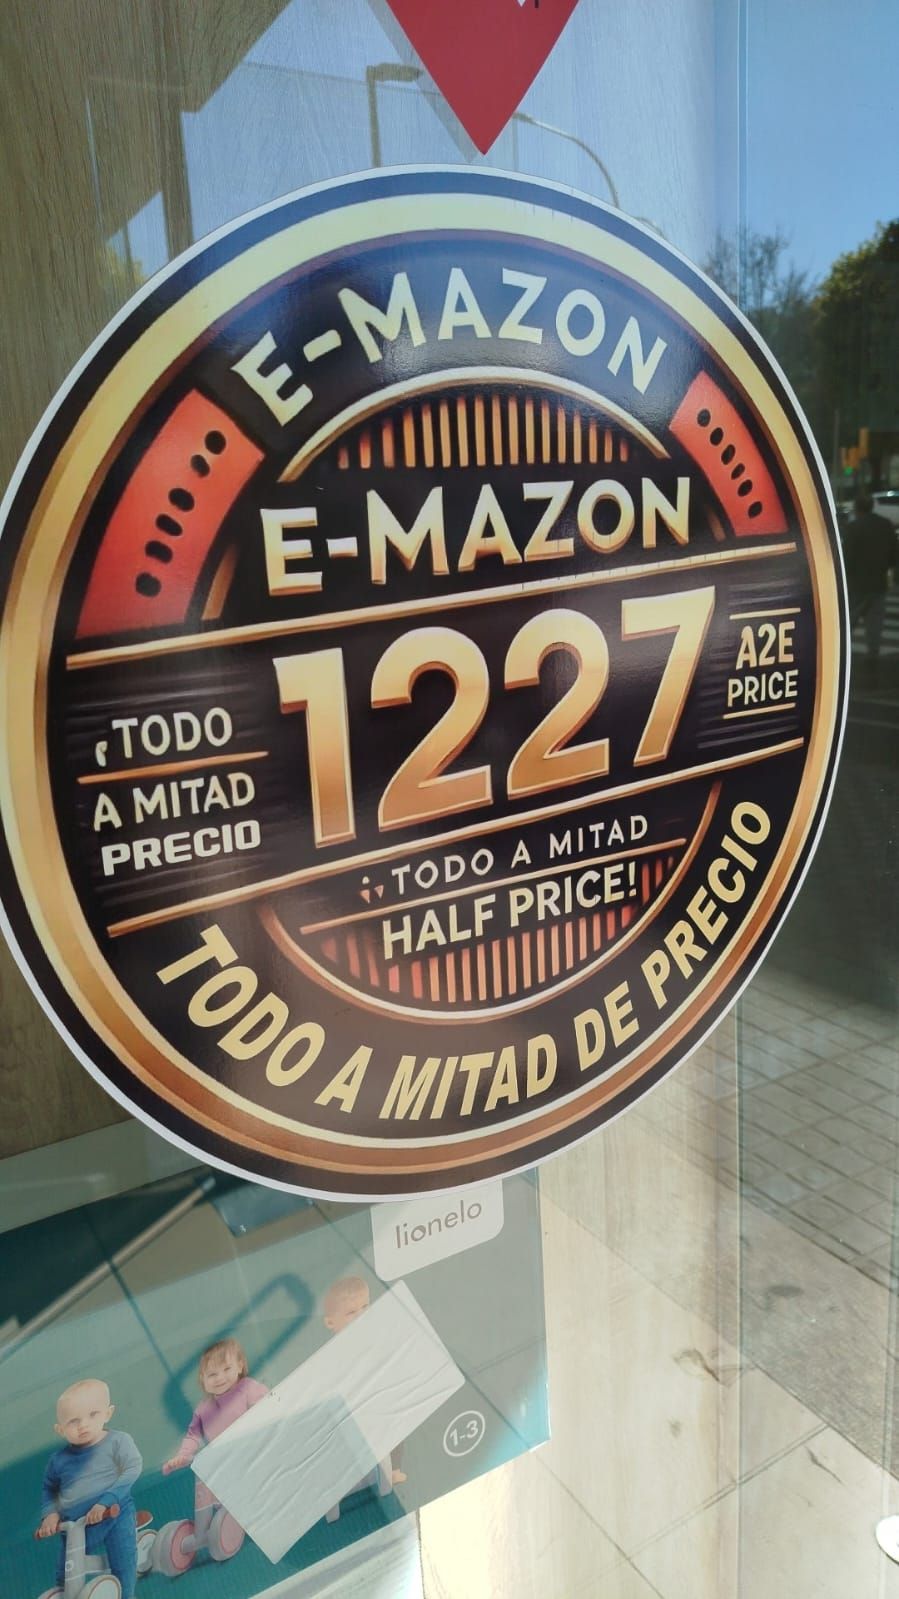 E-MAZON
E-MAZON
1227
A2E
PRICE
¡TODO
A MITAD
PRECIO
¡¡TODO A MITAD
HALF PRICE!
TODO A MITAD DE PRECIO
lionelo
1-3